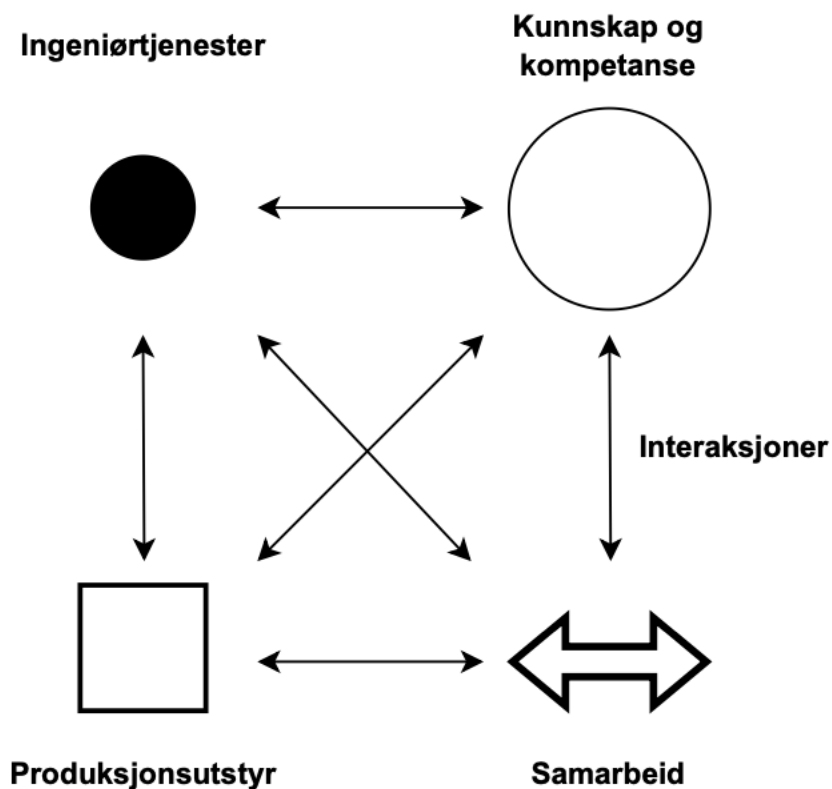 Ingeniørtjenester
Kunnskap og
kompetanse
Interaksjoner
Produksjonsutstyr
Samarbeid